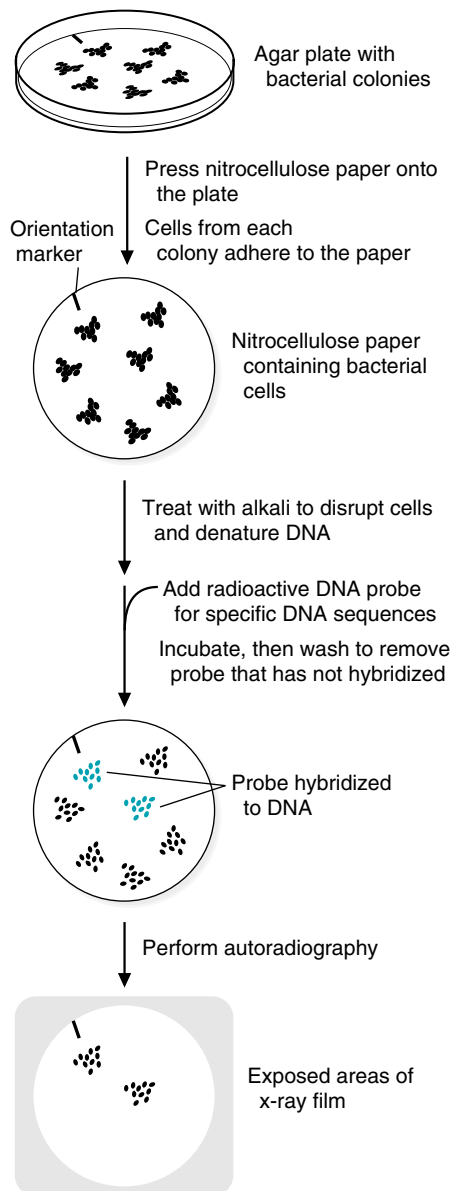 Agar plate with
bacterial colonies
Press nitrocellulose paper onto
the plate
Cells from each
colony adhere to the paper
Orientation
marker
Nitrocellulose paper
containing bacterial
cells
Treat with alkali to disrupt cells
and denature DNA
Add radioactive DNA probe
for specific DNA sequences
Incubate, then wash to remove
probe that has not hybridized
Probe hybridized
to DNA
Perform autoradiography
Exposed areas of
x-ray film